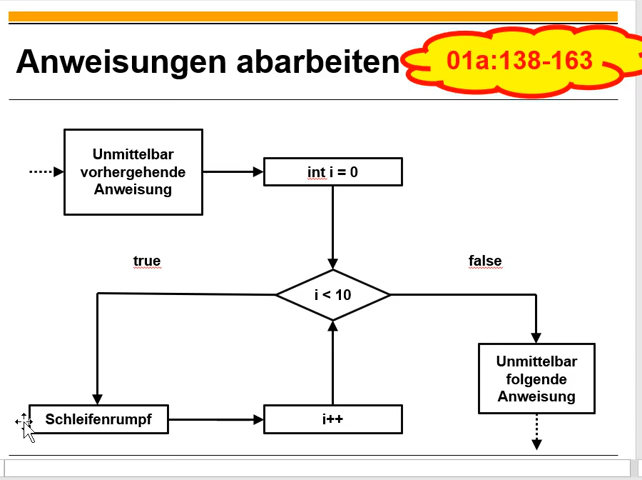 Anweisungen abarbeiten
01a:138-163
Unmittelbar
vorhergehende
Anweisung
int i = 0
true
false
i < 10
Unmittelbar
folgende
Anweisung
Schleifenrumpf
i++